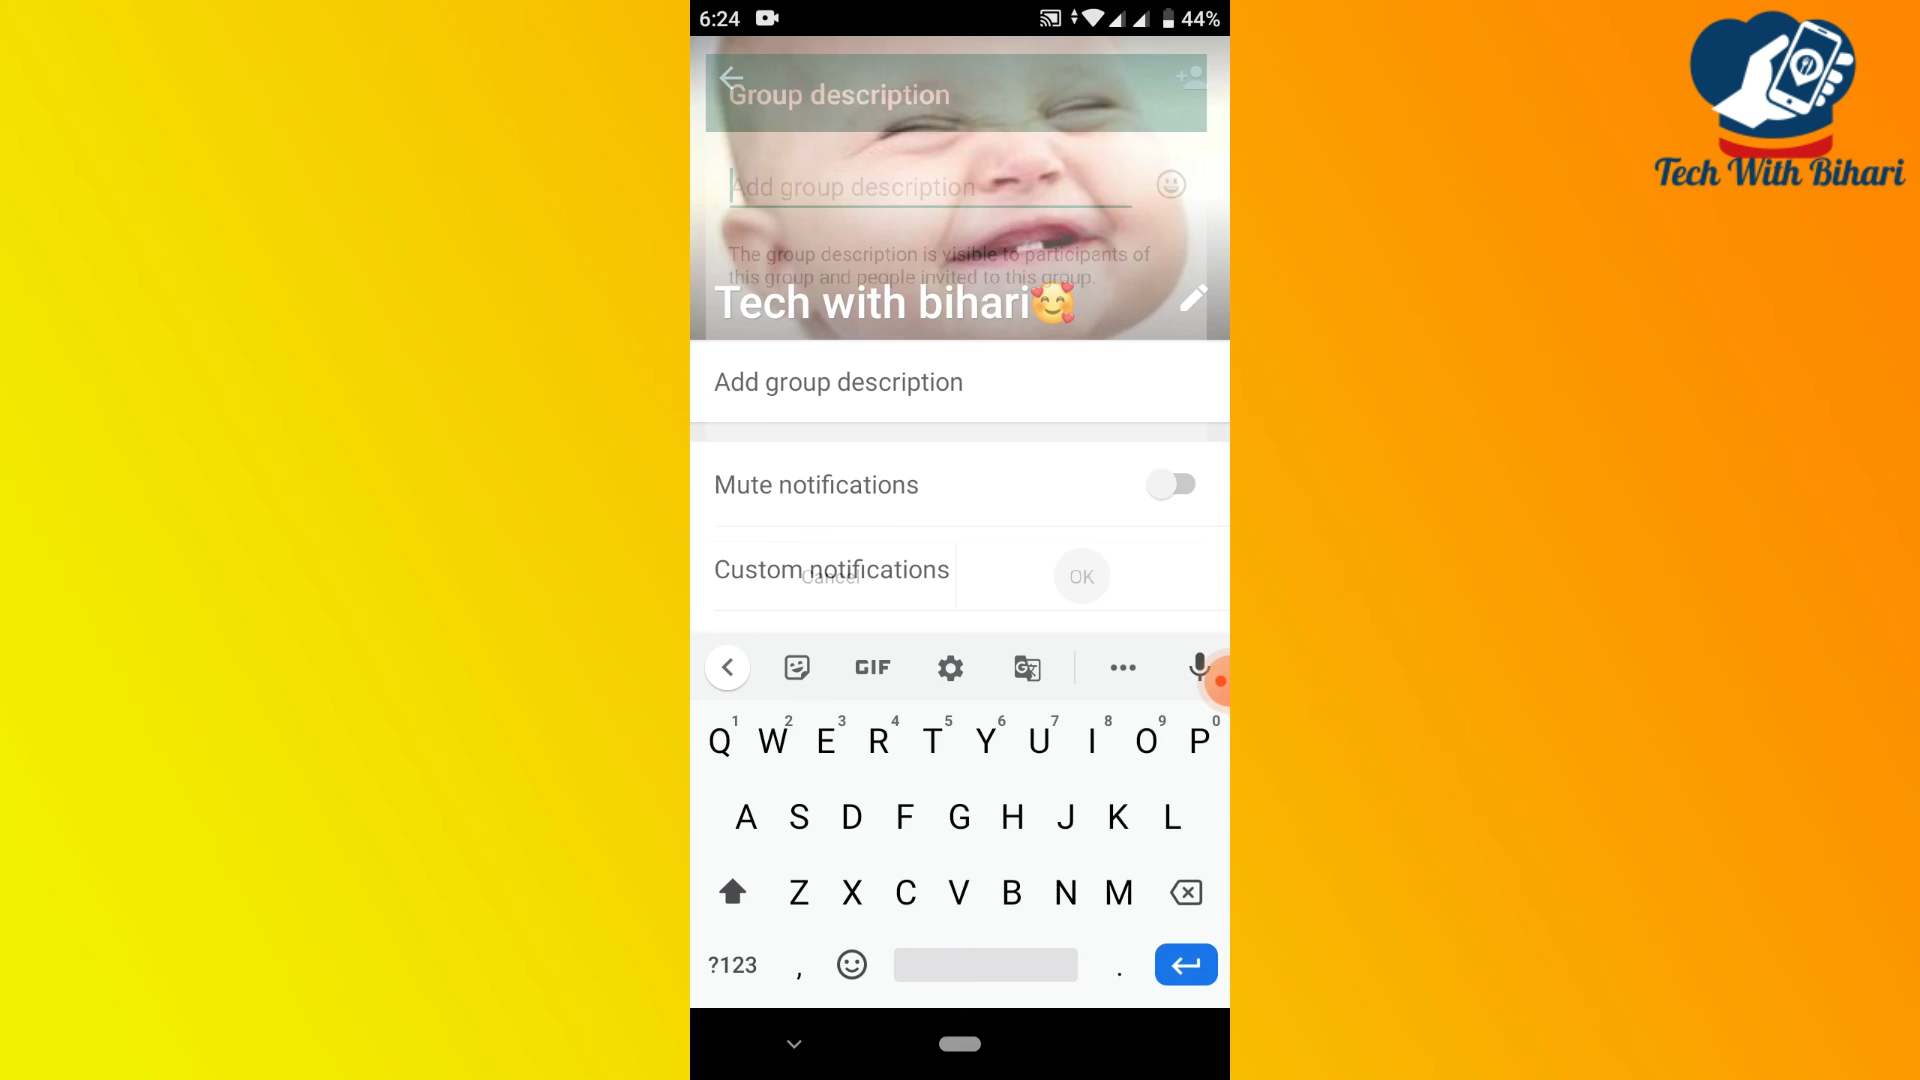 6:24
44%
Tech With Bihari
Group description
Add group description
The group description is visible to participants of
this group and people invited to this group.
Tech with bihari🥰
Add group description
Mute notifications
Custom notifications
Cancel
OK
GIF
1 2 3 4 5 6 7 8 9 0
Q W E R T Y U I O P
A S D F G H J K L
Z X C V B N M
?123 , .